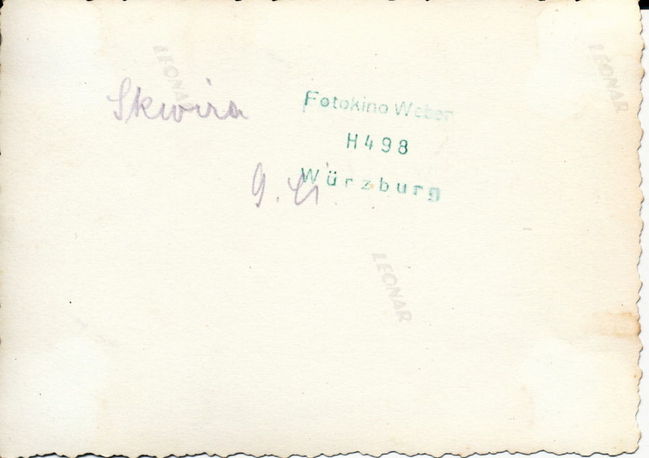 LEONAR
LEONAR
Skwira
Fotokino Weber
H498
9. 41
Würzburg
LEONAR